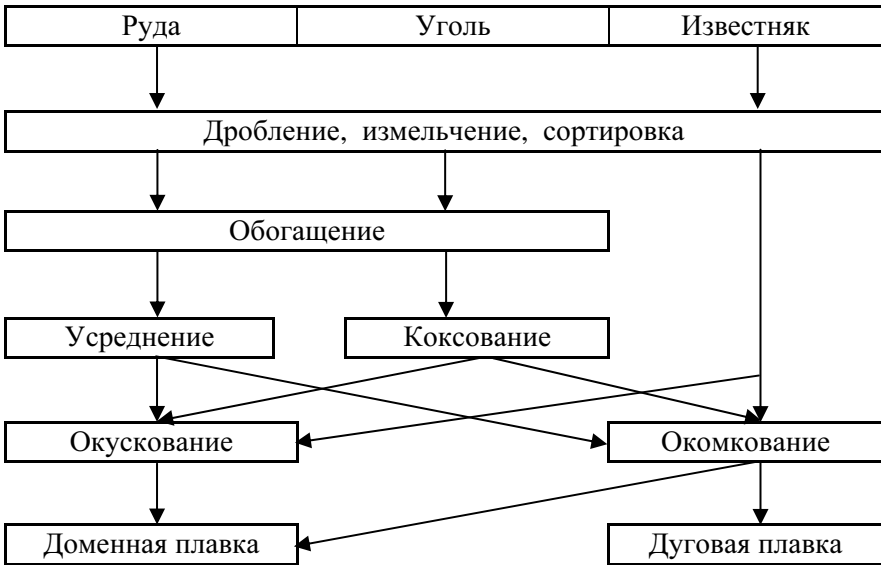 Руда Уголь Известняк
Дробление, измельчение, сортировка
Обогащение
Усреднение Коксование
Окускование Окомкование
Доменная плавка Дуговая плавка